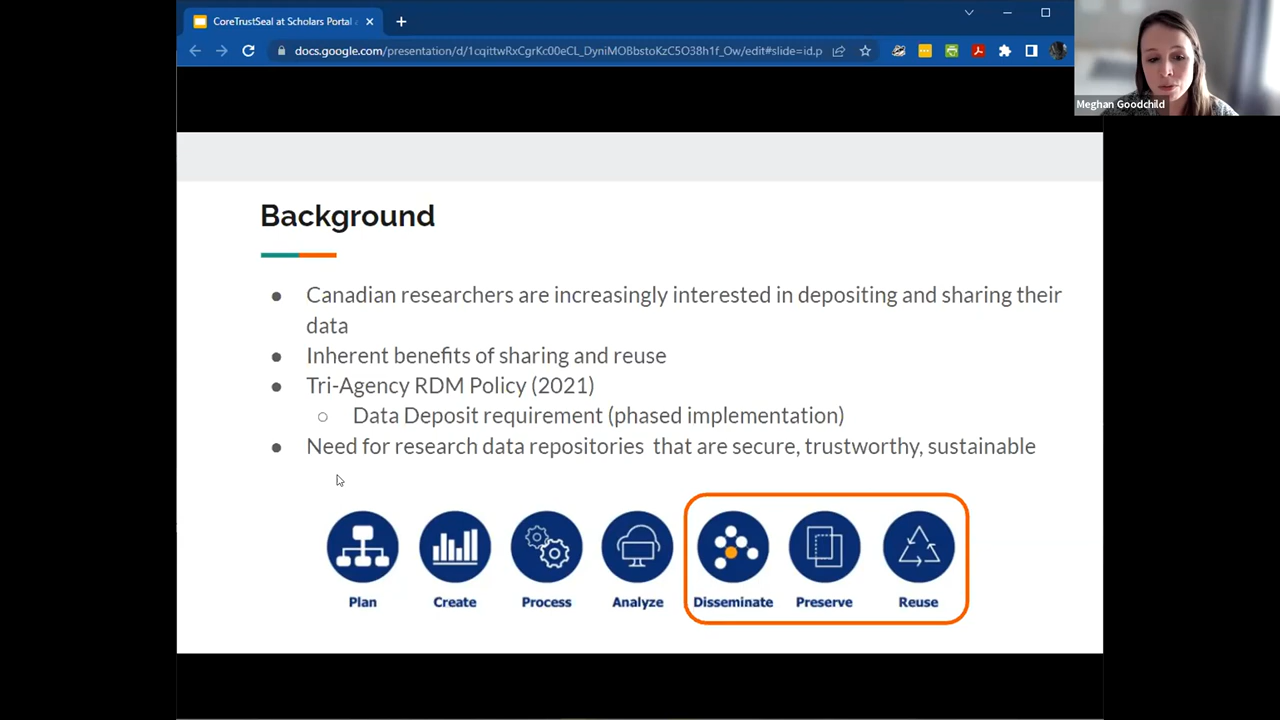 CoreTrustSeal at Scholars Portal
docs.google.com/presentation/d/1cqittwRxCgrKc00eCL_DyniMOBbstoKzC5O38h1f_Ow/edit#slide=id.p
Meghan Goodchild
Background
● Canadian researchers are increasingly interested in depositing and sharing their
data
● Inherent benefits of sharing and reuse
● Tri-Agency RDM Policy (2021)
○ Data Deposit requirement (phased implementation)
● Need for research data repositories that are secure, trustworthy, sustainable
Plan Create Process Analyze Disseminate Preserve Reuse